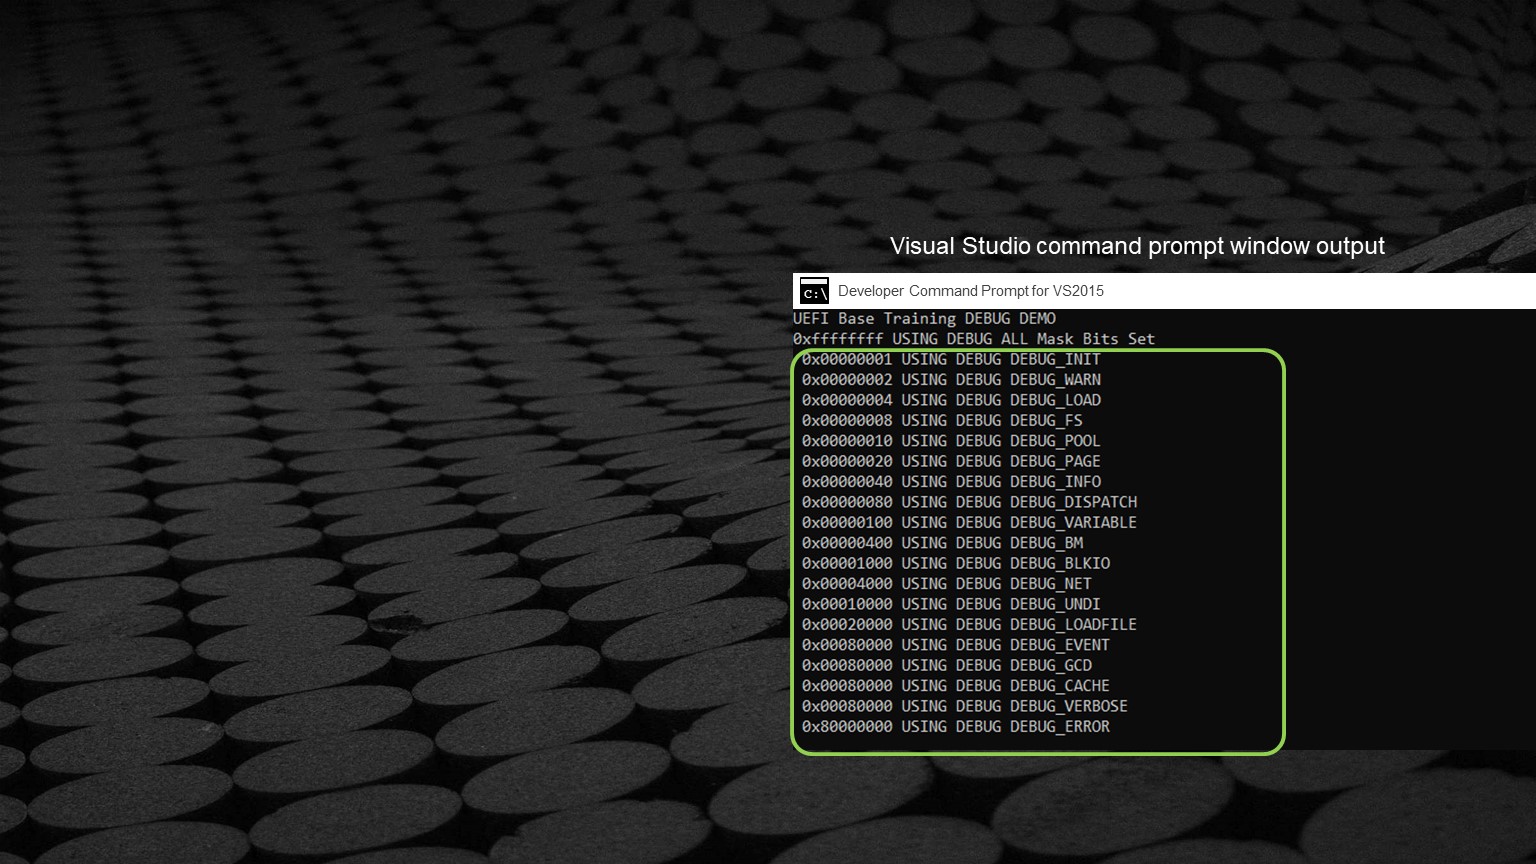 Visual Studio command prompt window output
C:\ Developer Command Prompt for VS2015
UEFI Base Training DEBUG DEMO
0xffffffff USING DEBUG ALL Mask Bits Set
0x00000001 USING DEBUG DEBUG_INIT
0x00000002 USING DEBUG DEBUG_WARN
0x00000004 USING DEBUG DEBUG_LOAD
0x00000008 USING DEBUG DEBUG_FS
0x00000010 USING DEBUG DEBUG_POOL
0x00000020 USING DEBUG DEBUG_PAGE
0x00000040 USING DEBUG DEBUG_INFO
0x00000080 USING DEBUG DEBUG_DISPATCH
0x00000100 USING DEBUG DEBUG_VARIABLE
0x00000400 USING DEBUG DEBUG_BM
0x00001000 USING DEBUG DEBUG_BLKIO
0x00004000 USING DEBUG DEBUG_NET
0x00010000 USING DEBUG DEBUG_UNDI
0x00020000 USING DEBUG DEBUG_LOADFILE
0x00080000 USING DEBUG DEBUG_EVENT
0x00080000 USING DEBUG DEBUG_GCD
0x00080000 USING DEBUG DEBUG_CACHE
0x00080000 USING DEBUG DEBUG_VERBOSE
0x80000000 USING DEBUG DEBUG_ERROR